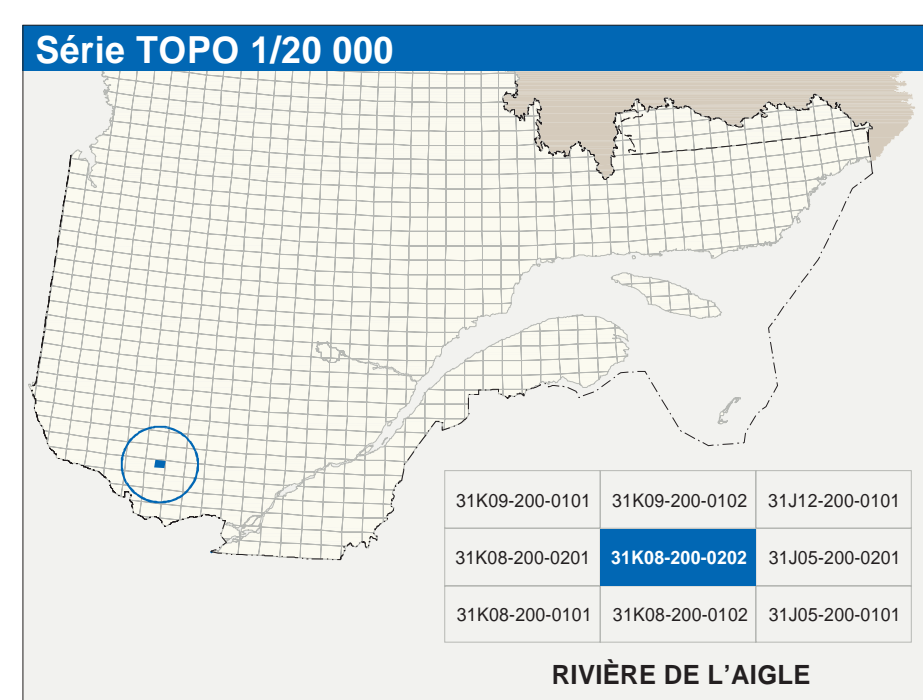 Série TOPO 1/20 000
31K09-200-0101 31K09-200-0102 31J12-200-0101
31K08-200-0201 31K08-200-0202 31J05-200-0201
31K08-200-0101 31K08-200-0102 31J05-200-0101
RIVIÈRE DE L'AIGLE